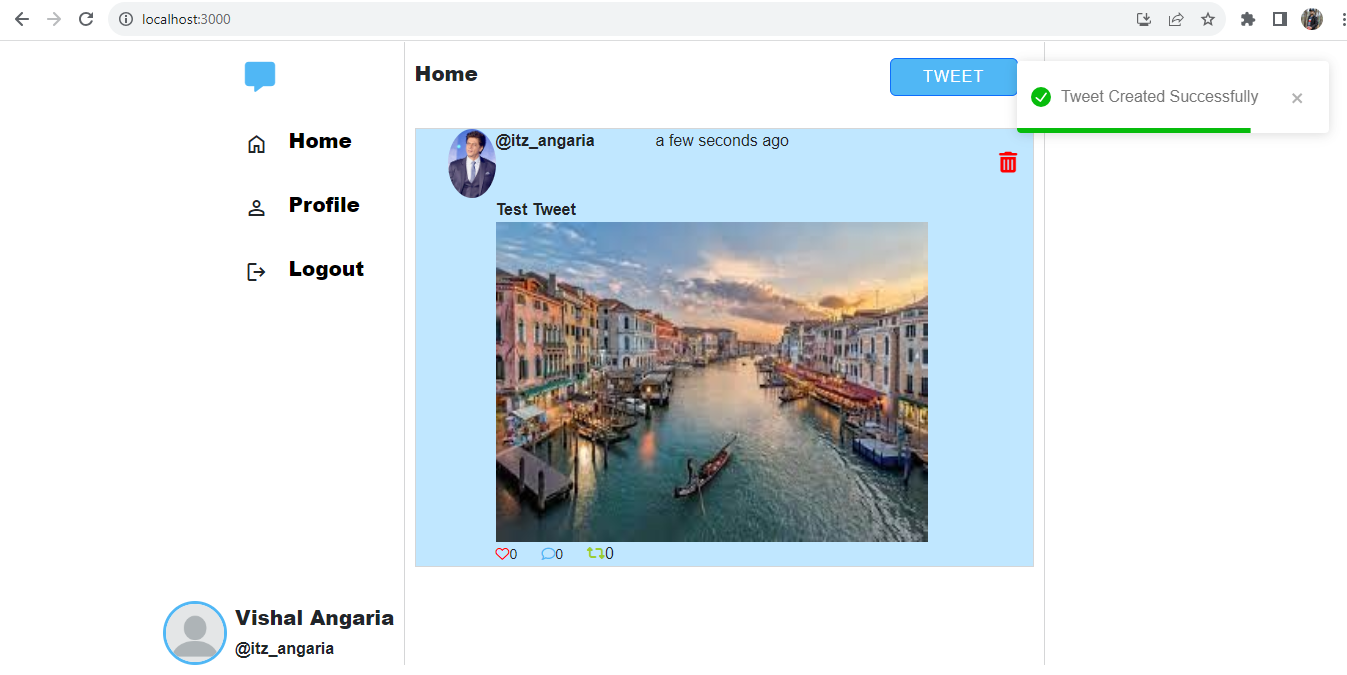 localhost:3000
Home
TWEET
Tweet Created Successfully
Home
Profile
Logout
@itz_angaria a few seconds ago
Test Tweet
0 0 0
Vishal Angaria
@itz_angaria